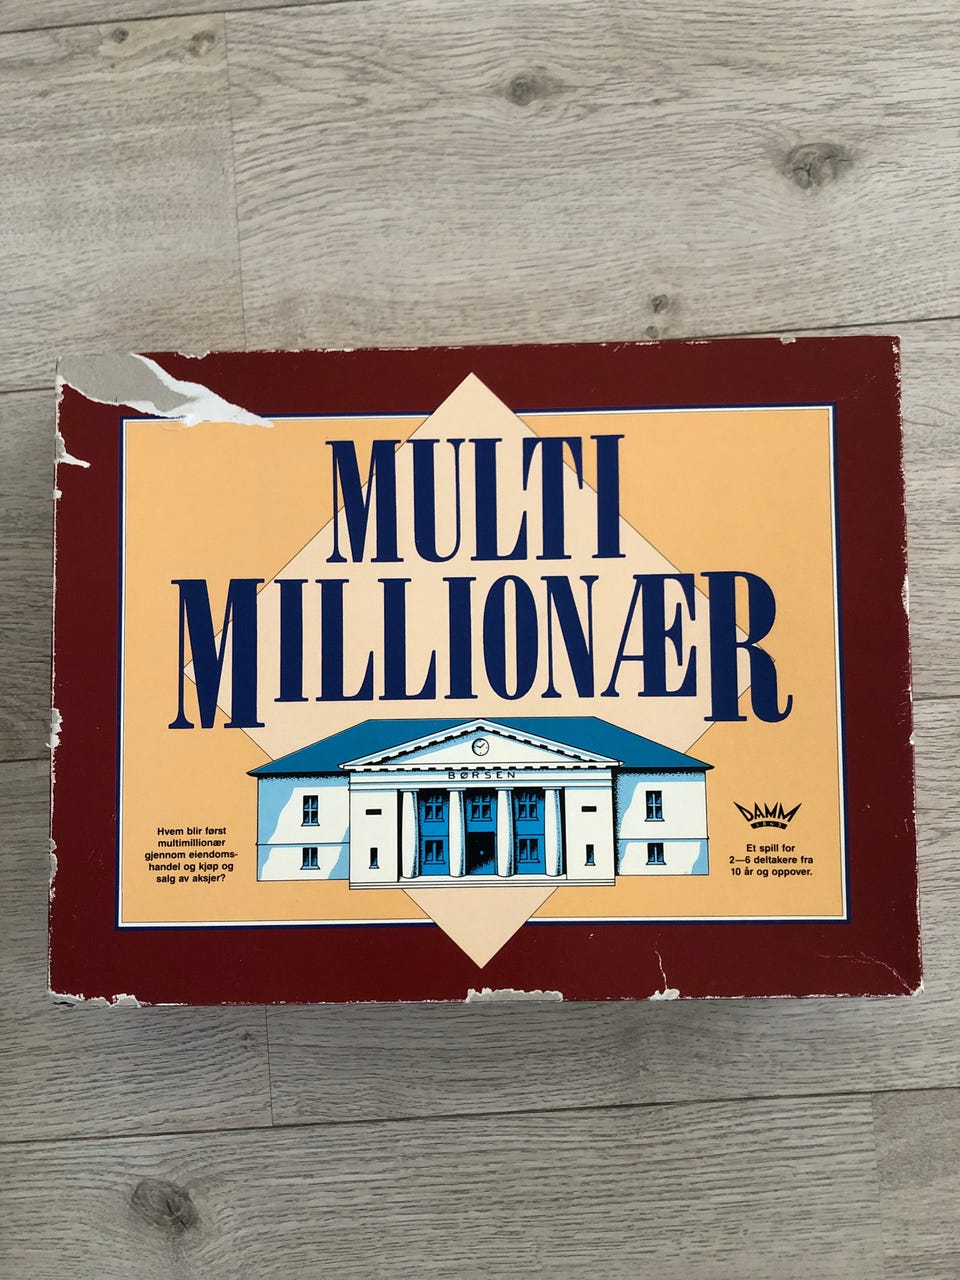 MULTI
MILLIONÆR
BØRSEN
Hvem blir først
multimillionær
gjennom eiendoms-
handel og kjøp og
salg av aksjer?
DAMM
1843
Et spill for
2—6 deltakere fra
10 år og oppover.